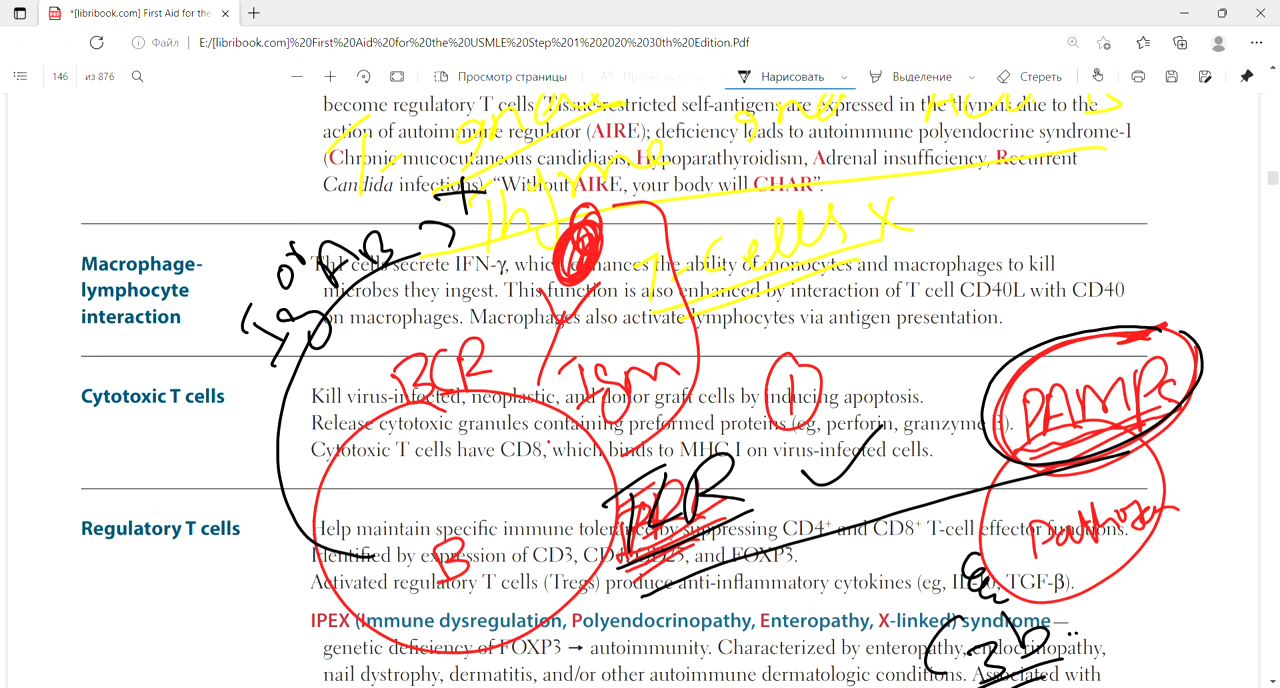 *[libribook.com] First Aid for the
Файл E:/[libribook.com]%20First%20Aid%20for%20the%20USMLE%20Step%201%202020%2030th%20Edition.Pdf
146 из 876 Просмотр страницы Прочесть вслух Нарисовать Выделение Стереть
become regulatory T cells. Tissue-restricted self-antigens are expressed in the thymus due to the
action of autoimmune regulator (AIRE); deficiency leads to autoimmune polyendocrine syndrome-1
(Chronic mucocutaneous candidiasis, Hypoparathyroidism, Adrenal insufficiency, Recurrent
Candida infections). “Without AIRE, your body will CHAR”.
Macrophage-lymphocyte interaction
Th1 cells secrete IFN-γ, which enhances the ability of monocytes and macrophages to kill
microbes they ingest. This function is also enhanced by interaction of T cell CD40L with CD40
on macrophages. Macrophages also activate lymphocytes via antigen presentation.
Cytotoxic T cells
Kill virus-infected, neoplastic, and donor graft cells by inducing apoptosis.
Release cytotoxic granules containing preformed proteins (eg, perforin, granzyme B).
Cytotoxic T cells have CD8, which binds to MHC I on virus-infected cells.
Regulatory T cells
Help maintain specific immune tolerance by suppressing CD4+ and CD8+ T-cell effector functions.
Identified by expression of CD3, CD4, CD25, and FOXP3.
Activated regulatory T cells (Tregs) produce anti-inflammatory cytokines (eg, IL-10, TGF-β).
IPEX (Immune dysregulation, Polyendocrinopathy, Enteropathy, X-linked) syndrome—
genetic deficiency of FOXP3 → autoimmunity. Characterized by enteropathy, endocrinopathy,
nail dystrophy, dermatitis, and/or other autoimmune dermatologic conditions. Associated with
T-cells
BCR
IgM
1
PAMPs
Pathogen
B
C3b